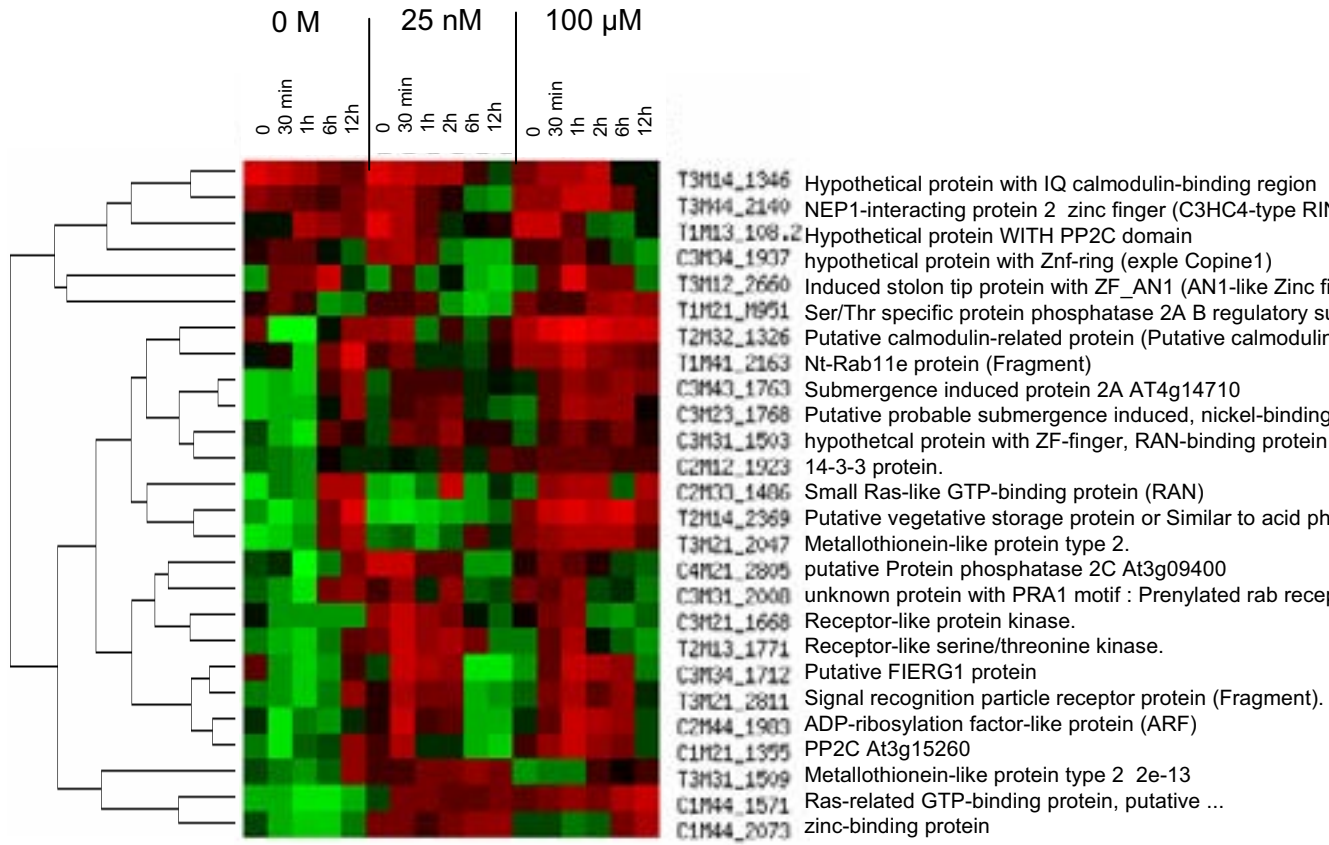 0 M 25 nM 100 µM
0 30 min 1h 6h 12h 0 30 min 1h 2h 6h 12h 0 30 min 1h 2h 6h 12h
T3M14_1346 Hypothetical protein with IQ calmodulin-binding region
T3M44_2140 NEP1-interacting protein 2 zinc finger (C3HC4-type RIN
T1M13_108.2 Hypothetical protein WITH PP2C domain
C3M34_1937 hypothetical protein with Znf-ring (exple Copine1)
T3M12_2660 Induced stolon tip protein with ZF_AN1 (AN1-like Zinc fi
T1M21_M951 Ser/Thr specific protein phosphatase 2A B regulatory su
T2M32_1326 Putative calmodulin-related protein (Putative calmodulin
T1M41_2163 Nt-Rab11e protein (Fragment)
C3M43_1763 Submergence induced protein 2A AT4g14710
C3M23_1768 Putative probable submergence induced, nickel-binding
C3M31_1503 hypothetcal protein with ZF-finger, RAN-binding protein
C2M12_1923 14-3-3 protein.
C2M33_1486 Small Ras-like GTP-binding protein (RAN)
T2M14_2369 Putative vegetative storage protein or Similar to acid ph
T3M21_2047 Metallothionein-like protein type 2.
C4M21_2805 putative Protein phosphatase 2C At3g09400
C3M31_2008 unknown protein with PRA1 motif : Prenylated rab recep
C3M21_1668 Receptor-like protein kinase.
T2M13_1771 Receptor-like serine/threonine kinase.
C3M34_1712 Putative FIERG1 protein
T3M21_2811 Signal recognition particle receptor protein (Fragment).
C2M44_1983 ADP-ribosylation factor-like protein (ARF)
C1M21_1355 PP2C At3g15260
T3M31_1509 Metallothionein-like protein type 2 2e-13
C1M44_1571 Ras-related GTP-binding protein, putative ...
C1M44_2073 zinc-binding protein